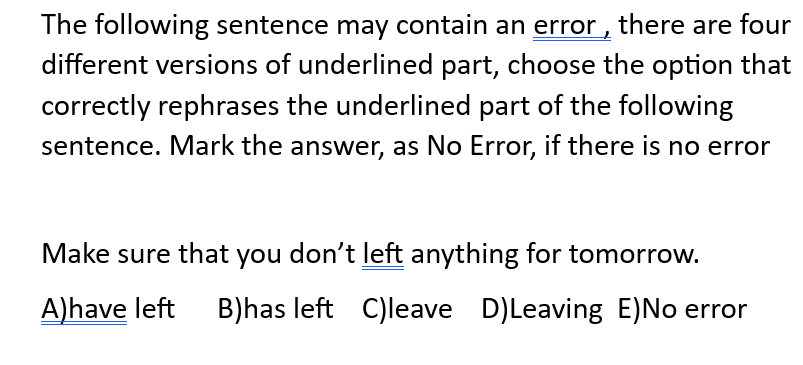 The following sentence may contain an error , there are four
different versions of underlined part, choose the option that
correctly rephrases the underlined part of the following
sentence. Mark the answer, as No Error, if there is no error
Make sure that you don’t left anything for tomorrow.
A)have left B)has left C)leave D)Leaving E)No error